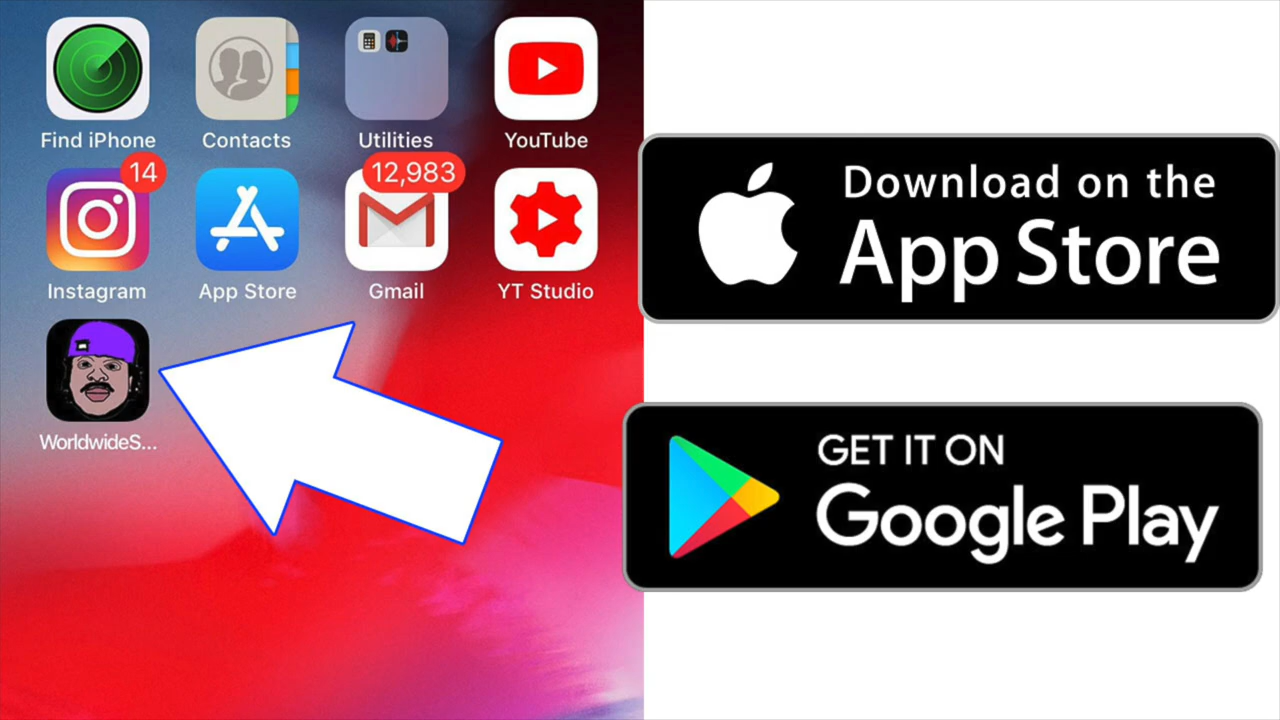 Find iPhone
Contacts
Utilities
YouTube
14
12,983
Instagram
App Store
Gmail
YT Studio
WorldwideS...
Download on the
App Store
GET IT ON
Google Play